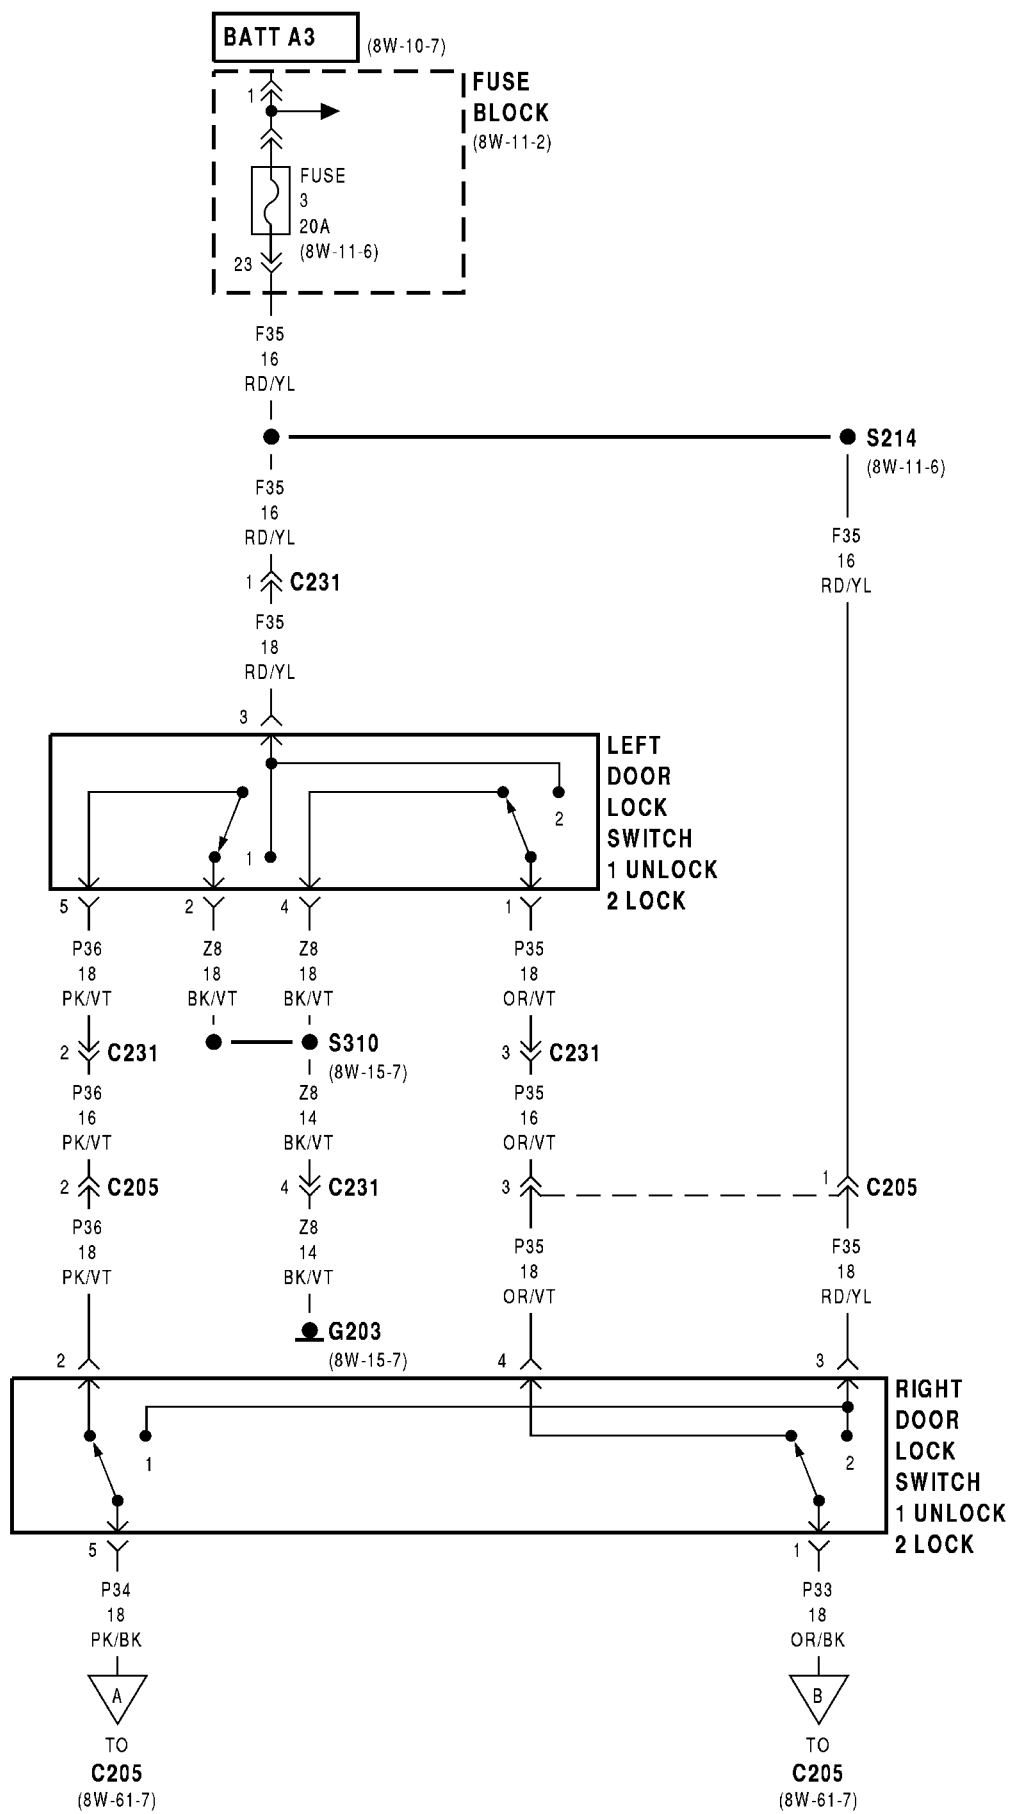 BATT A3
(8W-10-7)
FUSE
BLOCK
(8W-11-2)
1
FUSE
3
20A
(8W-11-6)
23
F35
16
RD/YL
S214
(8W-11-6)
F35
16
RD/YL
F35
16
RD/YL
1
C231
F35
18
RD/YL
3
LEFT
DOOR
LOCK
SWITCH
1 UNLOCK
2 LOCK
1
2
5
2
4
1
P36
18
PK/VT
Z8
18
BK/VT
Z8
18
BK/VT
P35
18
OR/VT
2
C231
S310
(8W-15-7)
3
C231
P36
16
PK/VT
Z8
14
BK/VT
P35
16
OR/VT
2
C205
4
C231
3
1
C205
P36
18
PK/VT
Z8
14
BK/VT
P35
18
OR/VT
F35
18
RD/YL
G203
(8W-15-7)
2
4
3
RIGHT
DOOR
LOCK
SWITCH
1 UNLOCK
2 LOCK
1
2
5
1
P34
18
PK/BK
P33
18
OR/BK
A
B
TO
C205
(8W-61-7)
TO
C205
(8W-61-7)